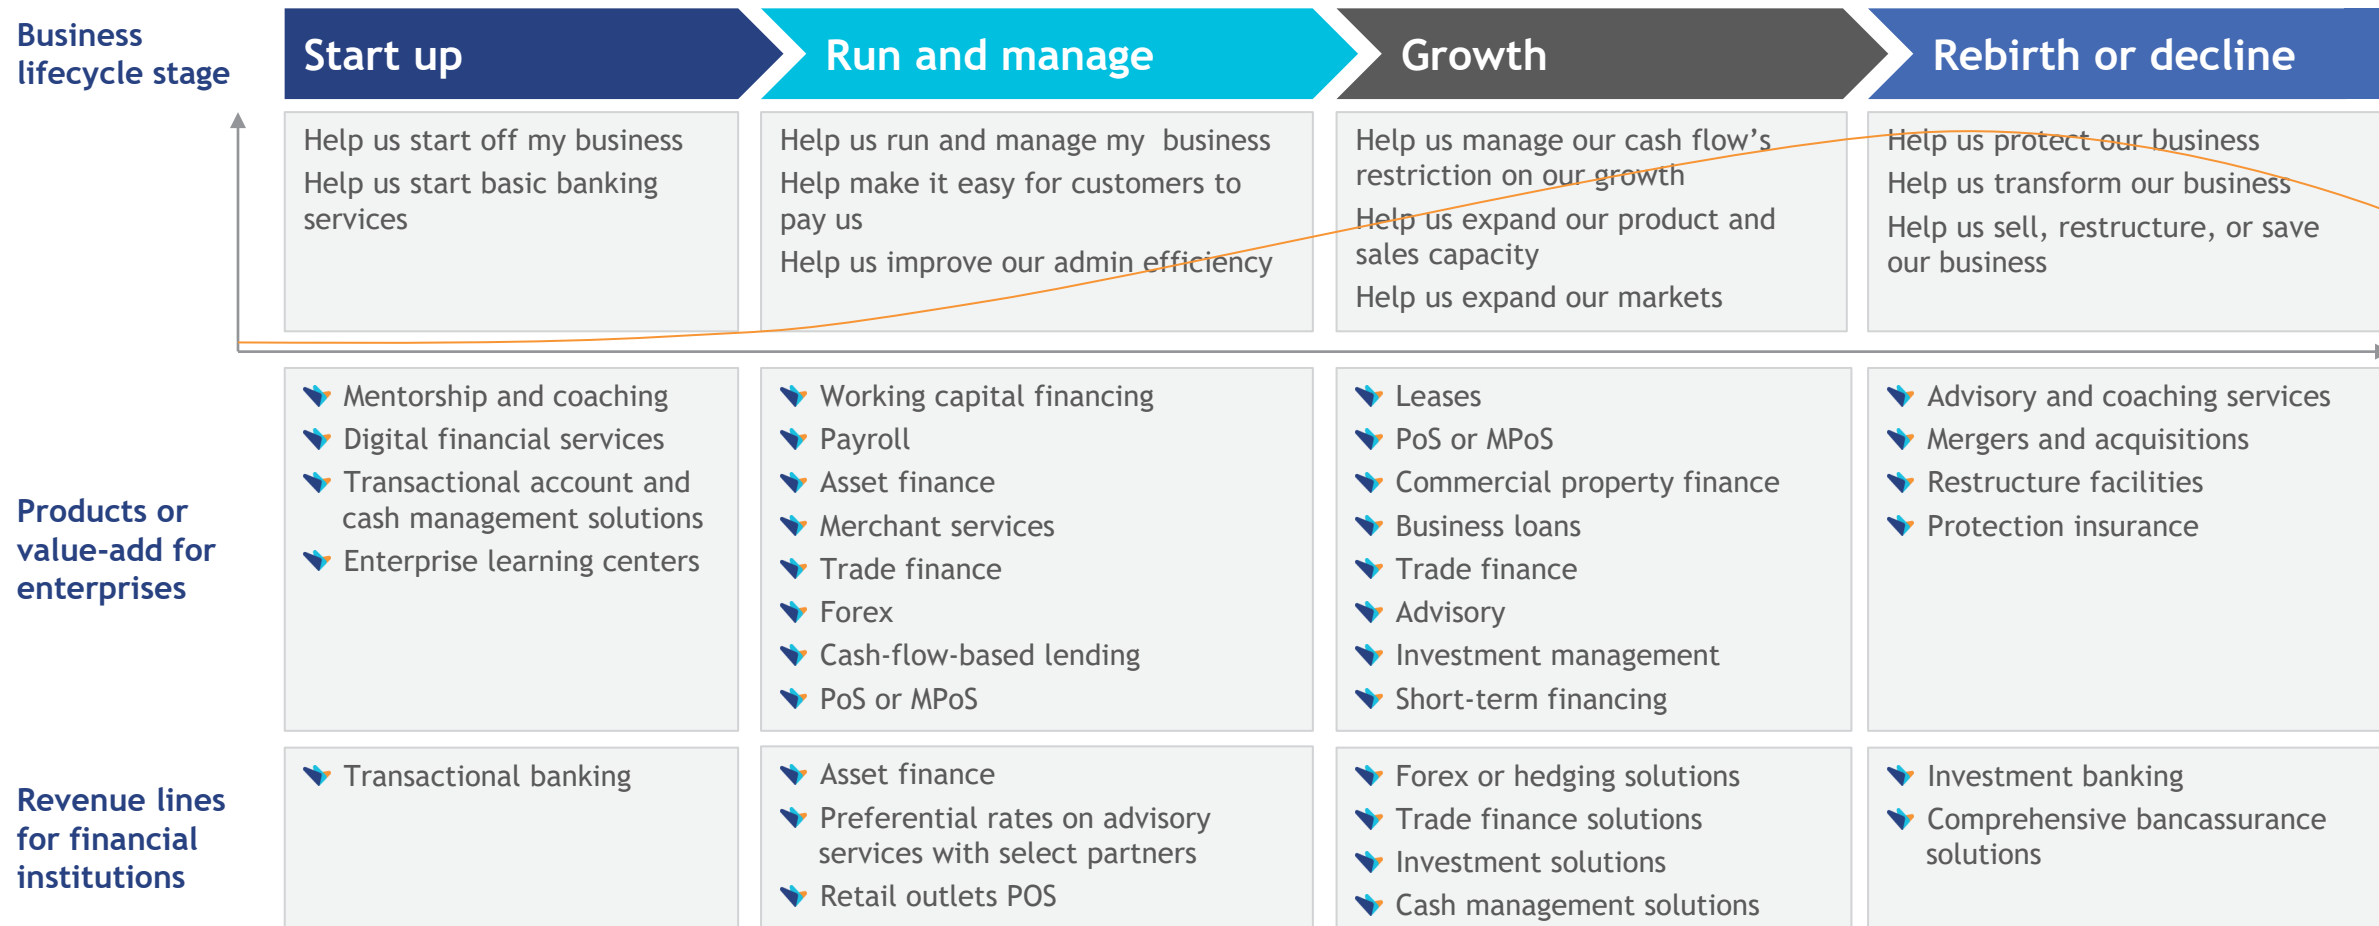 Business
lifecycle stage
Start up
Run and manage
Growth
Rebirth or decline
Help us start off my business
Help us start basic banking
services
Help us run and manage my  business
Help make it easy for customers to
pay us
Help us improve our admin efficiency
Help us manage our cash flow’s
restriction on our growth
Help us expand our product and
sales capacity
Help us expand our markets
Help us protect our business
Help us transform our business
Help us sell, restructure, or save
our business
Products or
value-add for
enterprises
Mentorship and coaching
Digital financial services
Transactional account and
cash management solutions
Enterprise learning centers
Working capital financing
Payroll
Asset finance
Merchant services
Trade finance
Forex
Cash-flow-based lending
PoS or MPoS
Leases
PoS or MPoS
Commercial property finance
Business loans
Trade finance
Advisory
Investment management
Short-term financing
Advisory and coaching services
Mergers and acquisitions
Restructure facilities
Protection insurance
Revenue lines
for financial
institutions
Transactional banking
Asset finance
Preferential rates on advisory
services with select partners
Retail outlets POS
Forex or hedging solutions
Trade finance solutions
Investment solutions
Cash management solutions
Investment banking
Comprehensive bancassurance
solutions